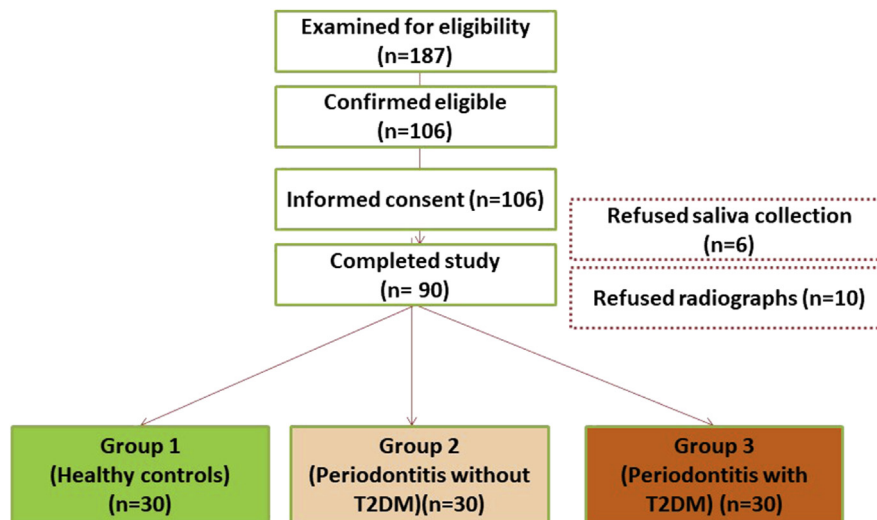 Examined for eligibility
(n=187)
Confirmed eligible
(n=106)
Informed consent (n=106)
Refused saliva collection
(n=6)
Completed study
(n= 90)
Refused radiographs (n=10)
Group 1
(Healthy controls)
(n=30)
Group 2
(Periodontitis without
T2DM)(n=30)
Group 3
(Periodontitis with
T2DM) (n=30)